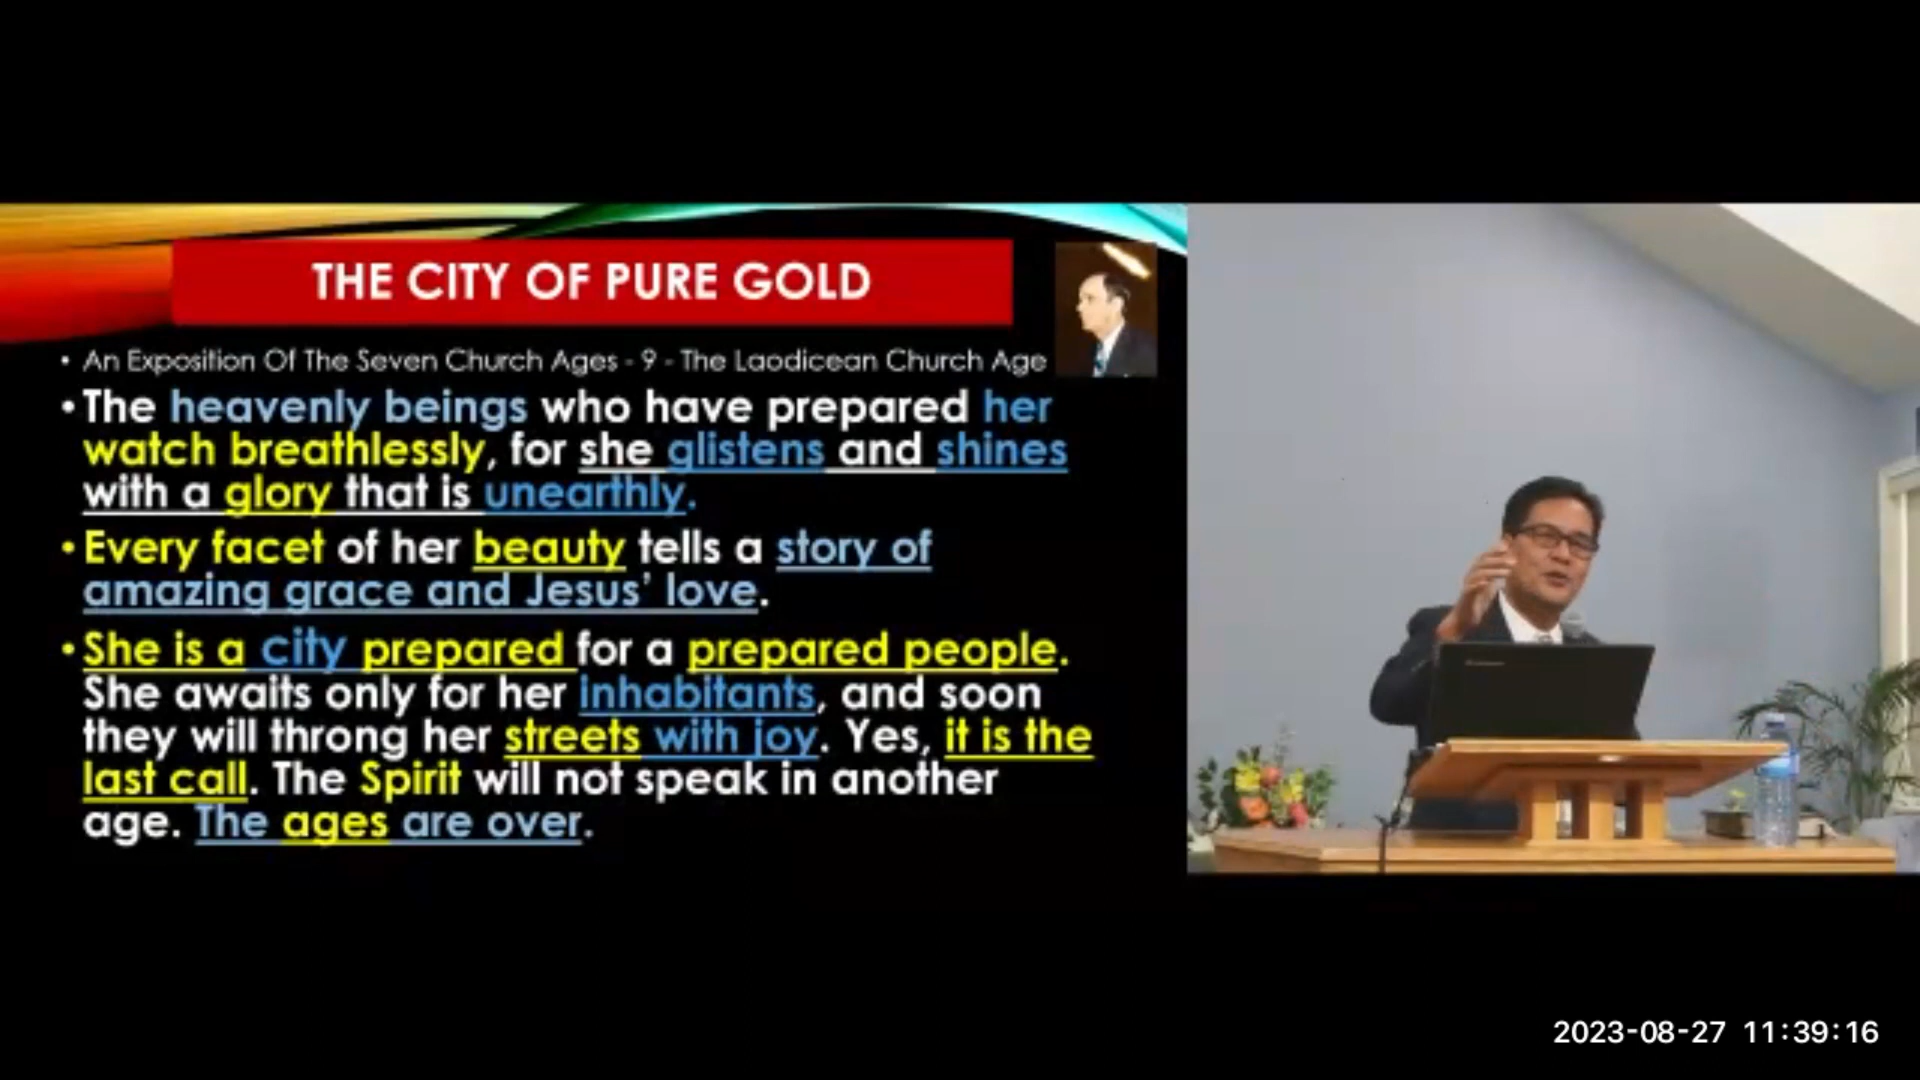 THE CITY OF PURE GOLD
• An Exposition Of The Seven Church Ages - 9 - The Laodicean Church Age
• The heavenly beings who have prepared her
watch breathlessly, for she glistens and shines
with a glory that is unearthly.
• Every facet of her beauty tells a story of
amazing grace and Jesus’ love.
• She is a city prepared for a prepared people.
She awaits only for her inhabitants, and soon
they will throng her streets with joy. Yes, it is the
last call. The Spirit will not speak in another
age. The ages are over.
2023-08-27 11:39:16